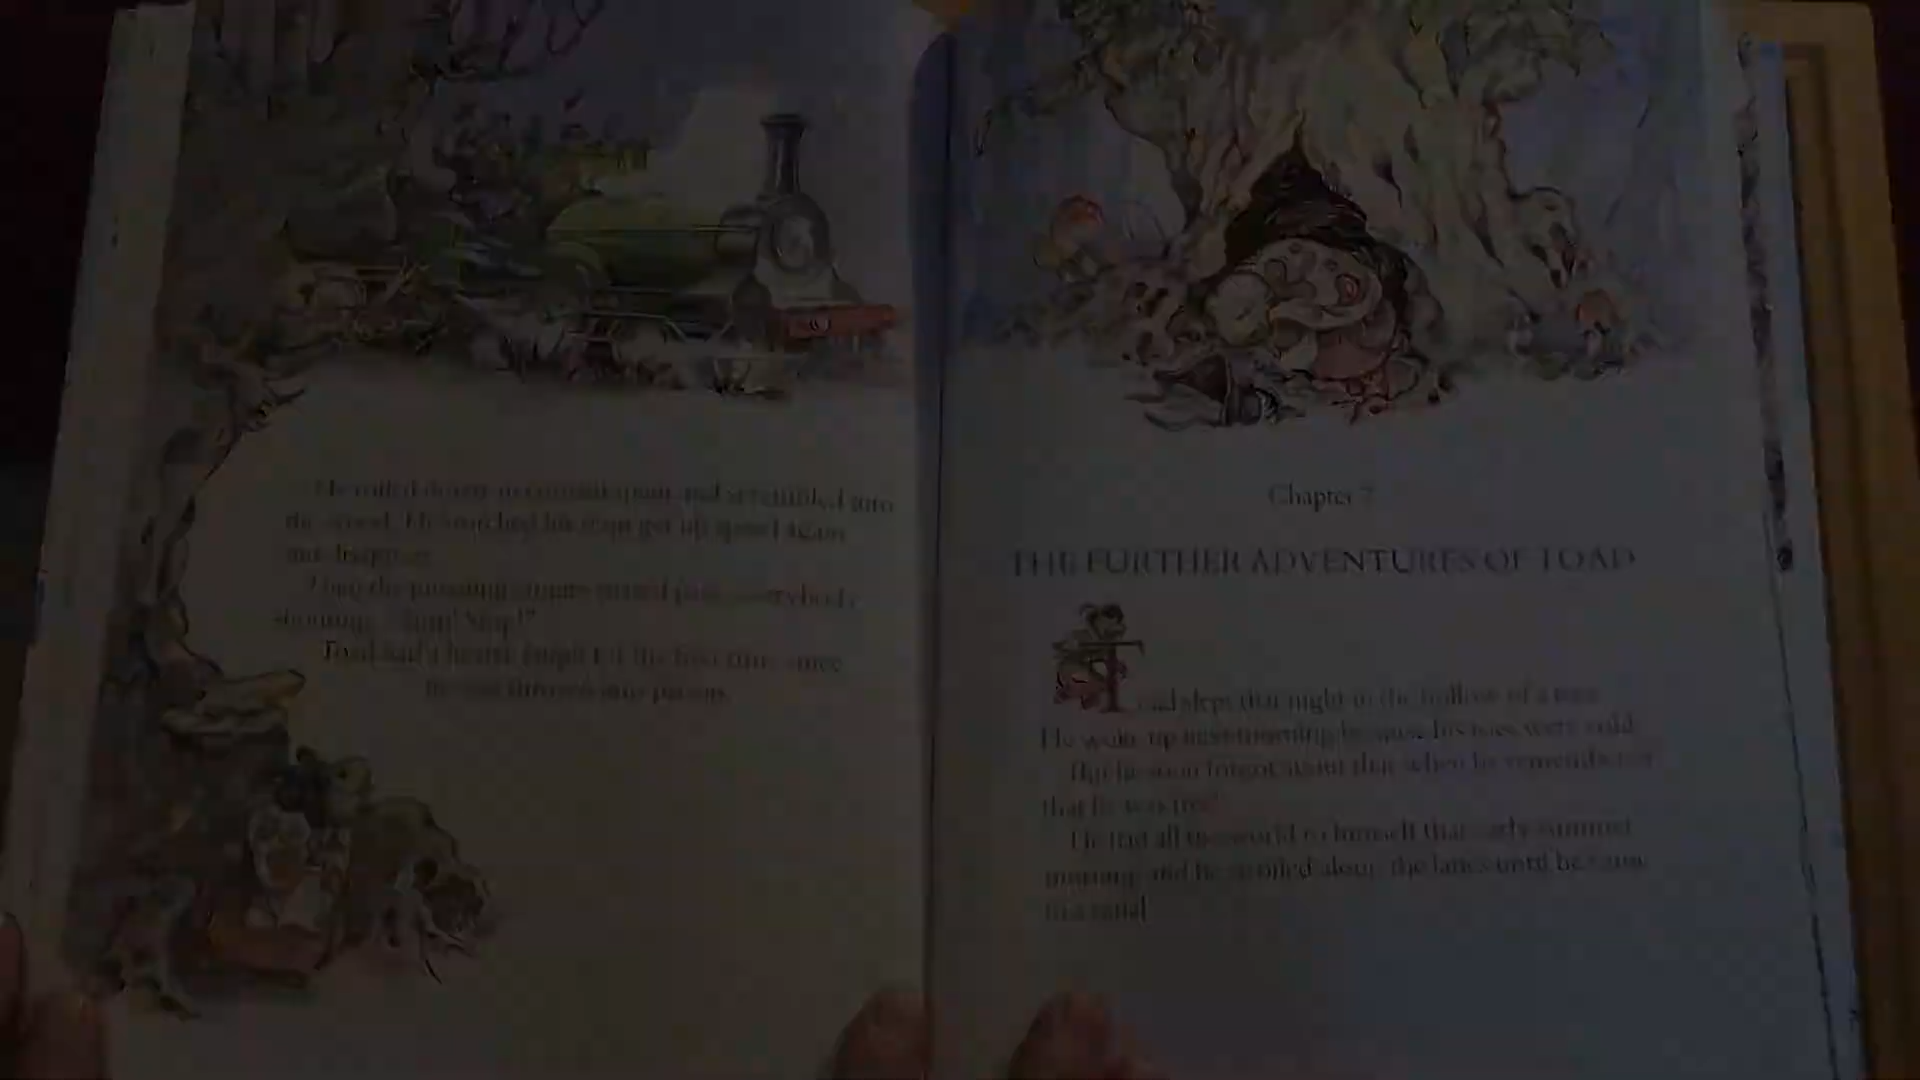 He rolled down an embankment and scrambled into
the wood. He watched his train get up speed again
and disappear.
Then the pursuing engine roared past, everybody
shouting, "Stop! Stop!"
Toad had a hearty laugh for the first time since
he was thrown into prison.
Chapter 7
THE FURTHER ADVENTURES OF TOAD
Toad slept that night in the hollow of a tree.
He woke up next morning because his toes were cold.
But he soon forgot about that when he remembered
that he was free!
He had all the world to himself that early summer
morning and he strolled along the lanes until he came
to a canal.